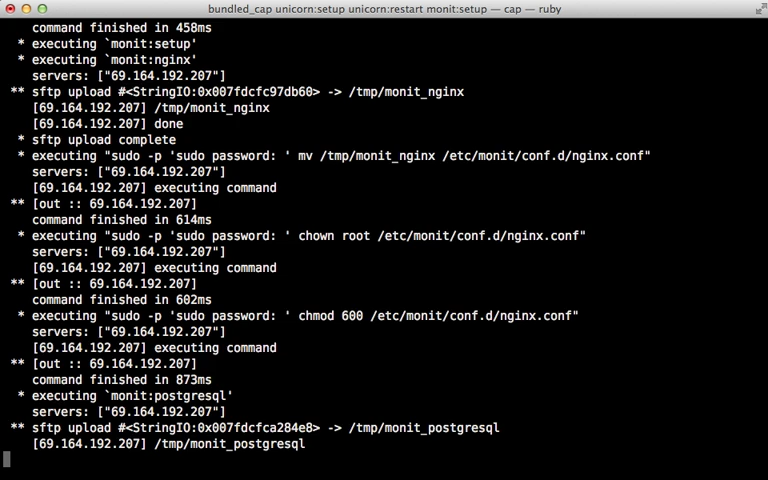 bundled_cap unicorn:setup unicorn:restart monit:setup — cap — ruby
command finished in 458ms
* executing `monit:setup'
* executing `monit:nginx'
servers: ["69.164.192.207"]
** sftp upload #<StringIO:0x007fdcfc97db60> -> /tmp/monit_nginx
[69.164.192.207] /tmp/monit_nginx
[69.164.192.207] done
* sftp upload complete
* executing "sudo -p 'sudo password: ' mv /tmp/monit_nginx /etc/monit/conf.d/nginx.conf"
servers: ["69.164.192.207"]
[69.164.192.207] executing command
** [out :: 69.164.192.207]
command finished in 614ms
* executing "sudo -p 'sudo password: ' chown root /etc/monit/conf.d/nginx.conf"
servers: ["69.164.192.207"]
[69.164.192.207] executing command
** [out :: 69.164.192.207]
command finished in 602ms
* executing "sudo -p 'sudo password: ' chmod 600 /etc/monit/conf.d/nginx.conf"
servers: ["69.164.192.207"]
[69.164.192.207] executing command
** [out :: 69.164.192.207]
command finished in 873ms
* executing `monit:postgresql'
servers: ["69.164.192.207"]
** sftp upload #<StringIO:0x007fdcfca284e8> -> /tmp/monit_postgresql
[69.164.192.207] /tmp/monit_postgresql